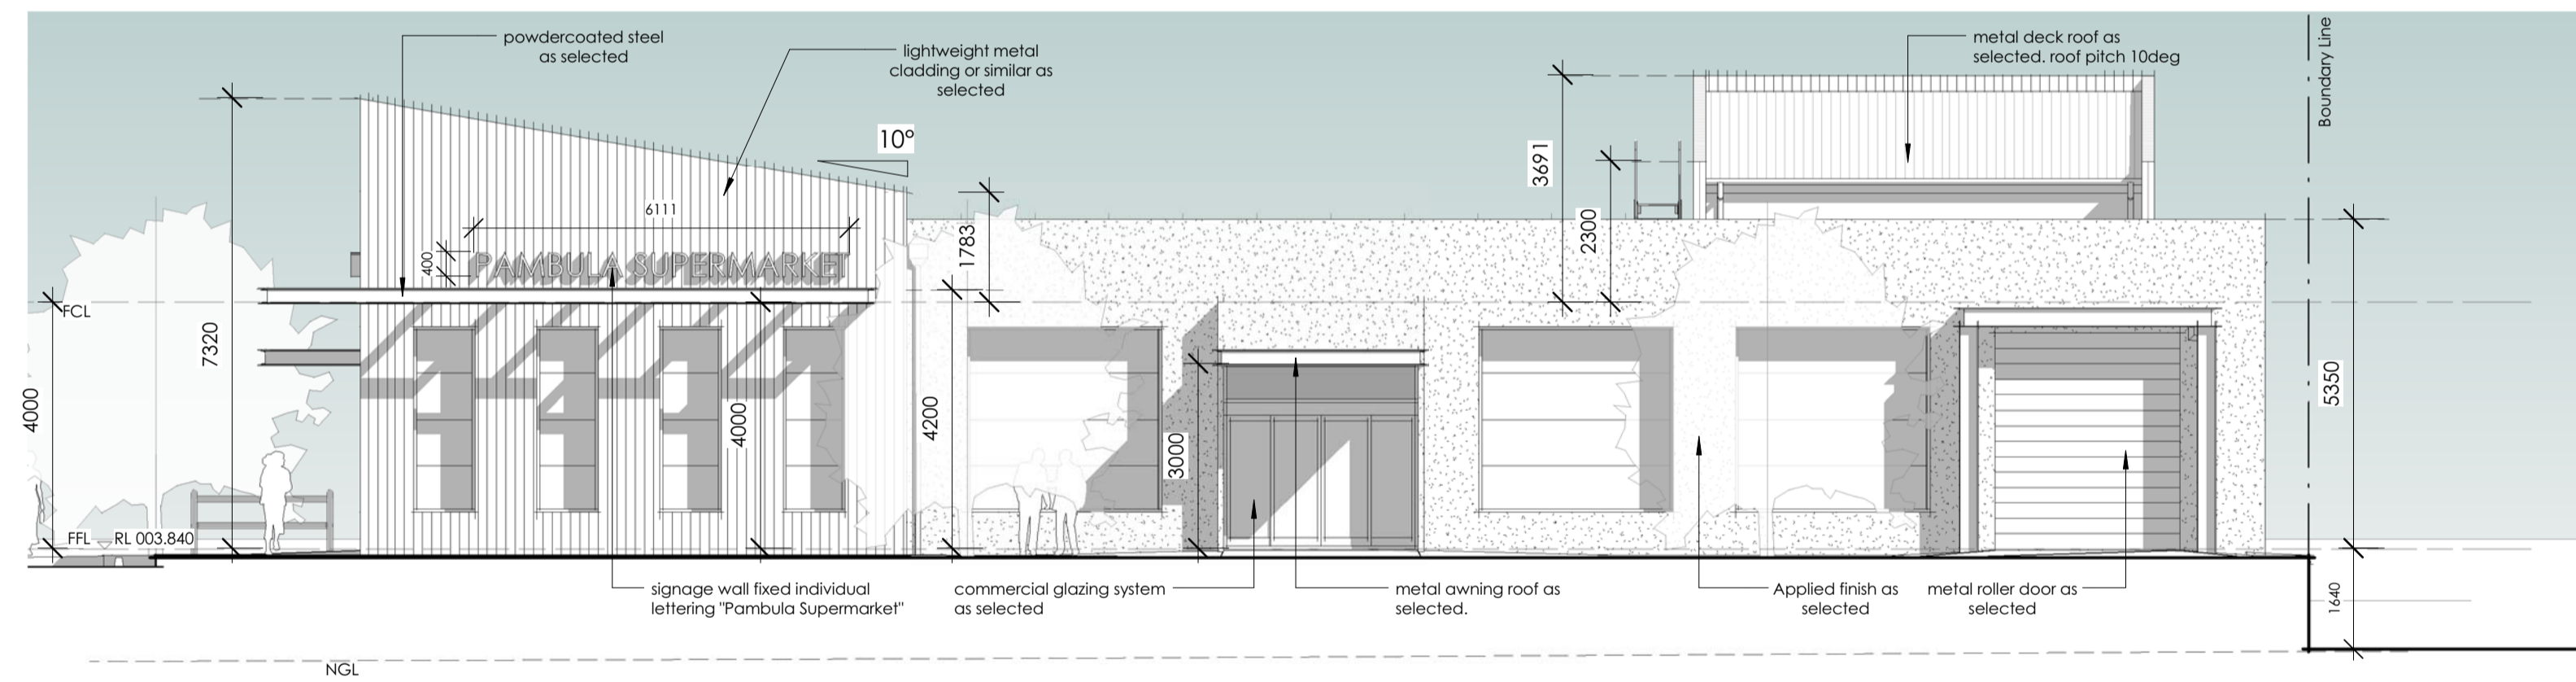 powdercoated steel
as selected
lightweight metal
cladding or similar as
selected
metal deck roof as
selected. roof pitch 10deg
Boundary Line
10°
3691
6111
1783
2300
400
PAMBULA SUPERMARKET
FCL
7320
4000
4000
4200
3000
5350
FFL RL 003.840
signage wall fixed individual
lettering "Pambula Supermarket"
commercial glazing system
as selected
metal awning roof as
selected.
Applied finish as
selected
metal roller door as
selected
1640
NGL